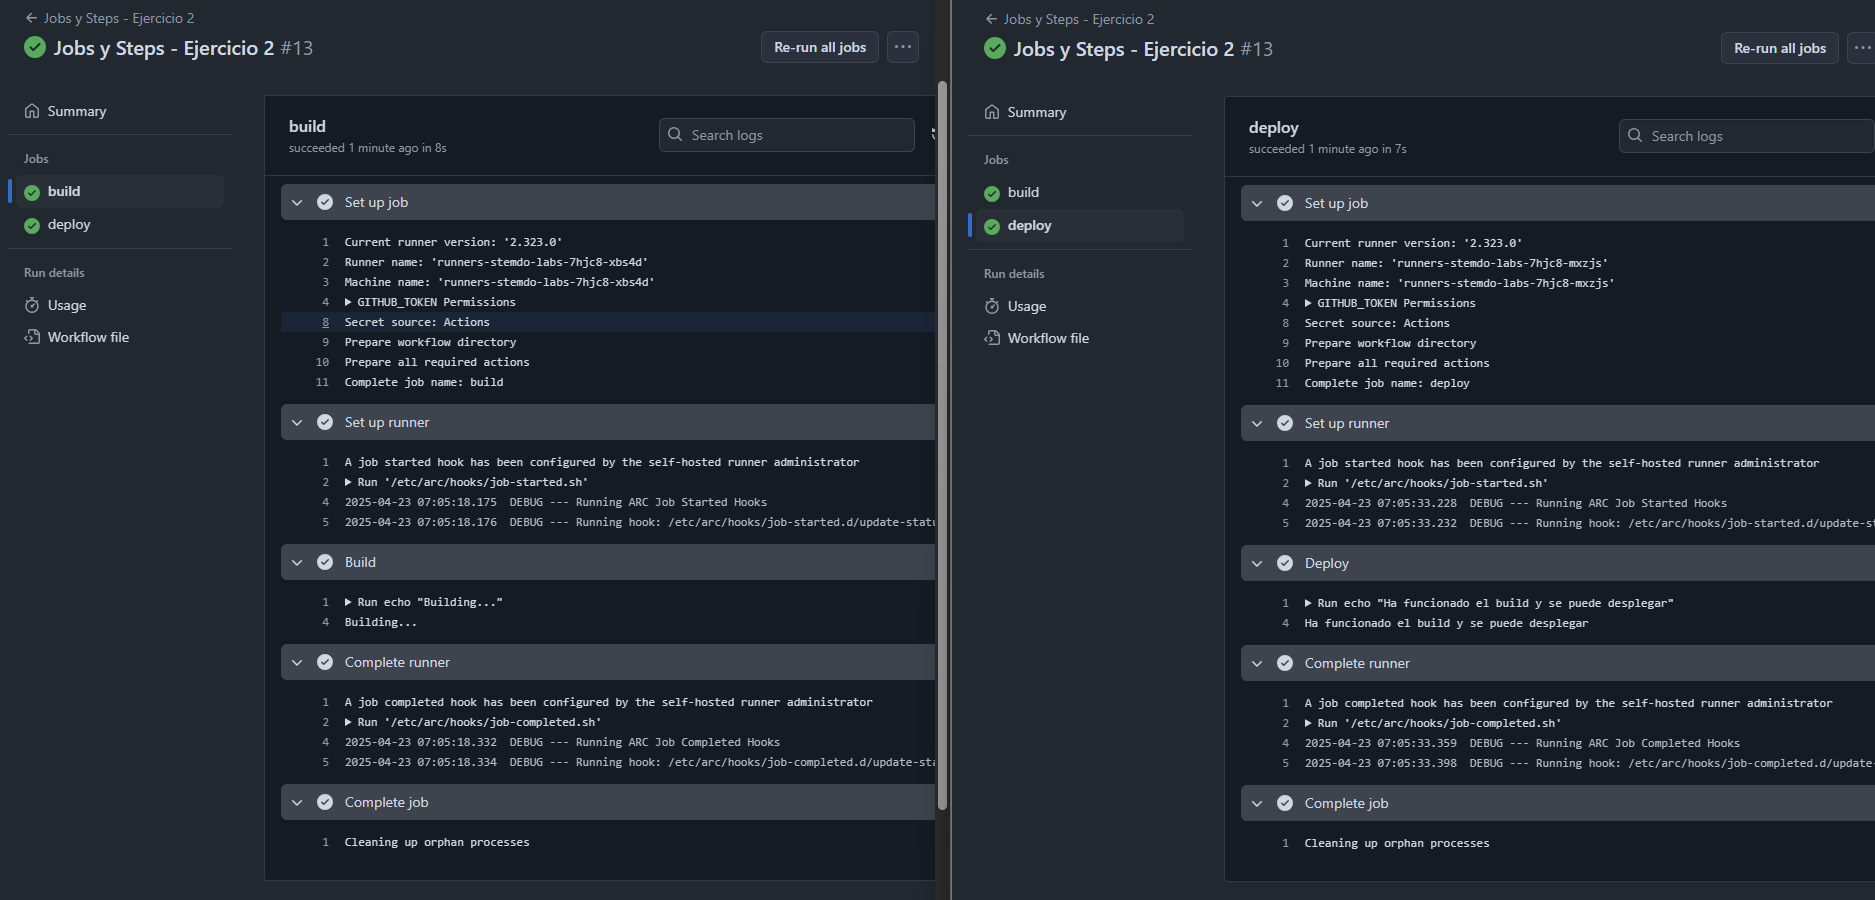 Jobs y Steps - Ejercicio 2
Jobs y Steps - Ejercicio 2 #13
Re-run all jobs
Summary
Jobs
build
deploy
Run details
Usage
Workflow file
build
succeeded 1 minute ago in 8s
Search logs
Set up job
1 Current runner version: '2.323.0'
2 Runner name: 'runners-stemdo-labs-7hjc8-xbs4d'
3 Machine name: 'runners-stemdo-labs-7hjc8-xbs4d'
4 GITHUB_TOKEN Permissions
8 Secret source: Actions
9 Prepare workflow directory
10 Prepare all required actions
11 Complete job name: build
Set up runner
1 A job started hook has been configured by the self-hosted runner administrator
2 Run '/etc/arc/hooks/job-started.sh'
4 2025-04-23 07:05:18.175 DEBUG --- Running ARC Job Started Hooks
5 2025-04-23 07:05:18.176 DEBUG --- Running hook: /etc/arc/hooks/job-started.d/update-statu
Build
1 Run echo "Building..."
4 Building...
Complete runner
1 A job completed hook has been configured by the self-hosted runner administrator
2 Run '/etc/arc/hooks/job-completed.sh'
4 2025-04-23 07:05:18.332 DEBUG --- Running ARC Job Completed Hooks
5 2025-04-23 07:05:18.334 DEBUG --- Running hook: /etc/arc/hooks/job-completed.d/update-sta
Complete job
1 Cleaning up orphan processes
Jobs y Steps - Ejercicio 2
Jobs y Steps - Ejercicio 2 #13
Re-run all jobs
Summary
Jobs
build
deploy
Run details
Usage
Workflow file
deploy
succeeded 1 minute ago in 7s
Search logs
Set up job
1 Current runner version: '2.323.0'
2 Runner name: 'runners-stemdo-labs-7hjc8-mxzjs'
3 Machine name: 'runners-stemdo-labs-7hjc8-mxzjs'
4 GITHUB_TOKEN Permissions
8 Secret source: Actions
9 Prepare workflow directory
10 Prepare all required actions
11 Complete job name: deploy
Set up runner
1 A job started hook has been configured by the self-hosted runner administrator
2 Run '/etc/arc/hooks/job-started.sh'
4 2025-04-23 07:05:33.228 DEBUG --- Running ARC Job Started Hooks
5 2025-04-23 07:05:33.232 DEBUG --- Running hook: /etc/arc/hooks/job-started.d/update-st
Deploy
1 Run echo "Ha funcionado el build y se puede desplegar"
4 Ha funcionado el build y se puede desplegar
Complete runner
1 A job completed hook has been configured by the self-hosted runner administrator
2 Run '/etc/arc/hooks/job-completed.sh'
4 2025-04-23 07:05:33.359 DEBUG --- Running ARC Job Completed Hooks
5 2025-04-23 07:05:33.398 DEBUG --- Running hook: /etc/arc/hooks/job-completed.d/update-
Complete job
1 Cleaning up orphan processes